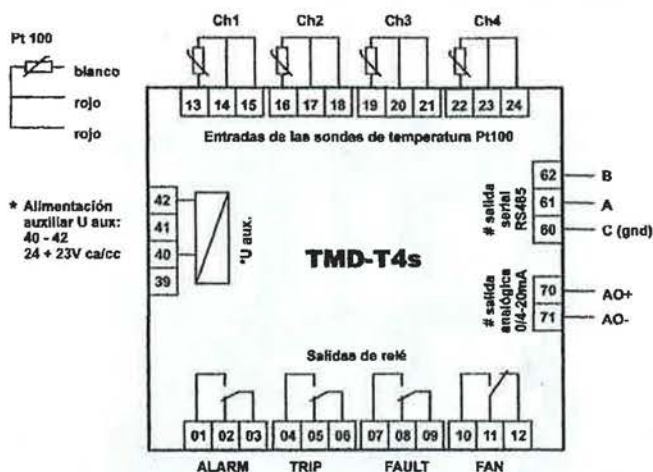 Ch1 Ch2 Ch3 Ch4
Pt 100
blanco
rojo
rojo
13 14 15 16 17 18 19 20 21 22 23 24
Entradas de las sondas de temperatura Pt100
* Alimentación
auxiliar U aux:
40 - 42
24 + 23V ca/cc
42
41
40
39
*U aux.
TMD-T4s
# salida
serial
RS485
62 B
61 A
60 C (gnd)
# salida
analógica
0/4-20mA
70 AO+
71 AO-
Salidas de relé
01 02 03 04 05 06 07 08 09 10 11 12
ALARM TRIP FAULT FAN